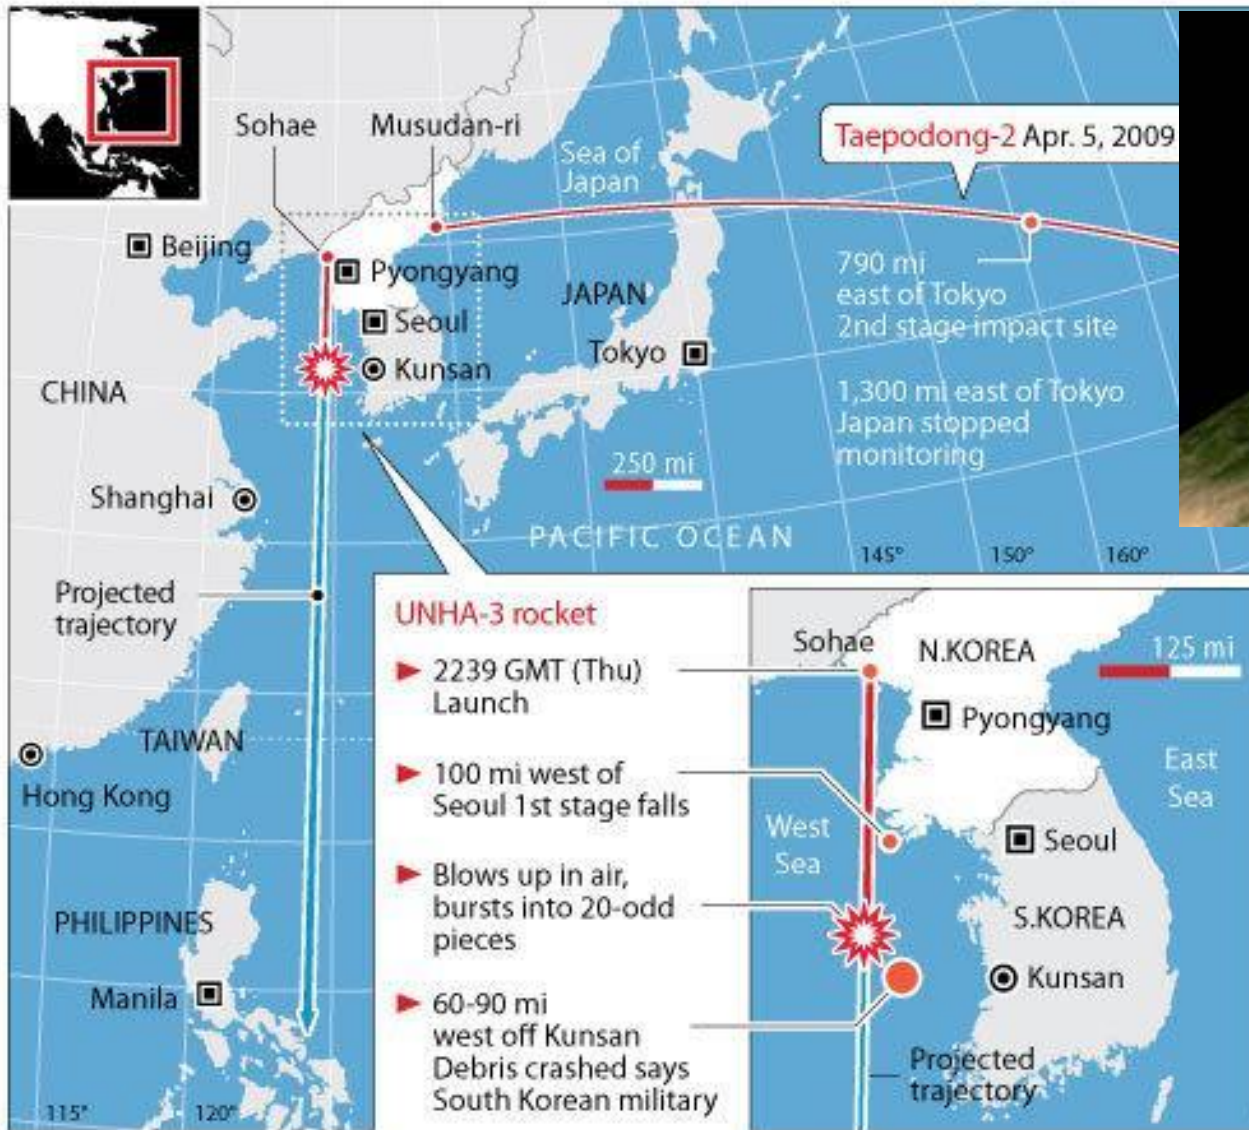 Sohae
Musudan-ri
Sea of
Japan
Taepodong-2 Apr. 5, 2009
Beijing
Pyongyang
790 mi
east of Tokyo
2nd stage impact site
JAPAN
Seoul
Tokyo
Kunsan
CHINA
1,300 mi east of Tokyo
Japan stopped
monitoring
250 mi
Shanghai
PACIFIC OCEAN
145°
150°
160°
Projected
trajectory
TAIWAN
Hong Kong
PHILIPPINES
Manila
115°
120°
UNHA-3 rocket
2239 GMT (Thu)
Launch
100 mi west of
Seoul 1st stage falls
Blows up in air,
bursts into 20-odd
pieces
60-90 mi
west off Kunsan
Debris crashed says
South Korean military
Sohae
N.KOREA
125 mi
Pyongyang
East
Sea
West
Sea
Seoul
S.KOREA
Kunsan
Projected
trajectory